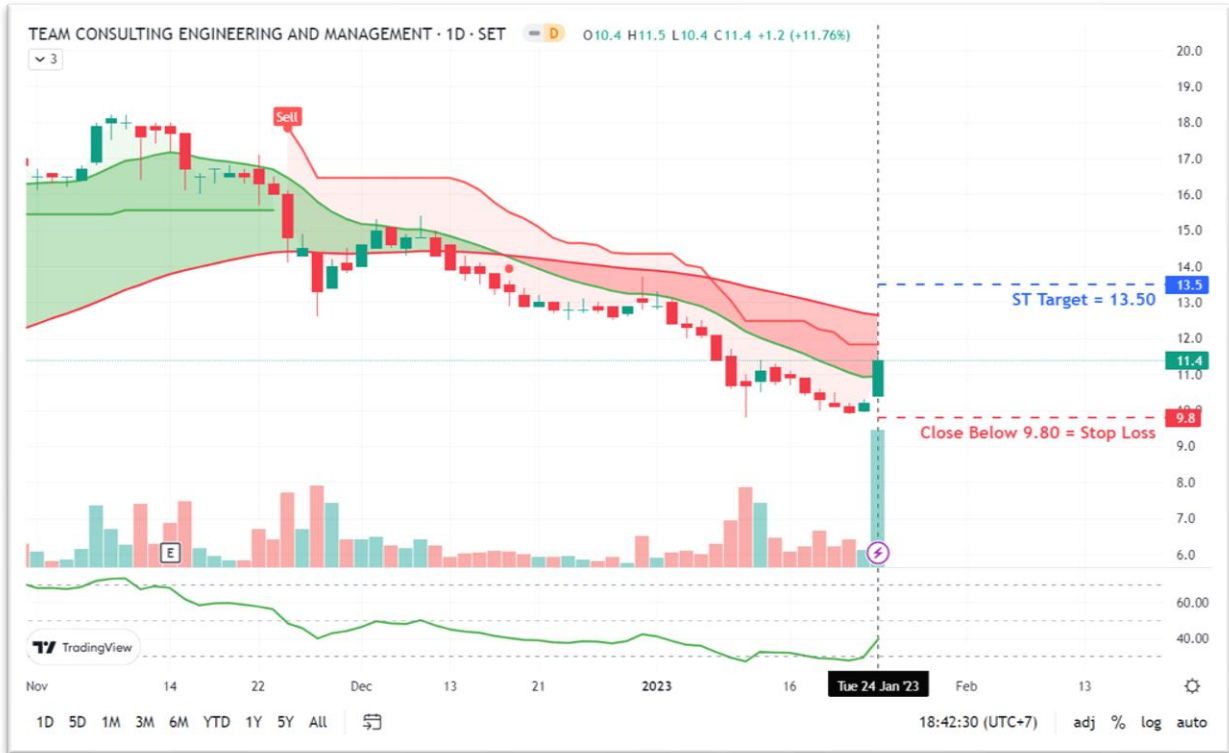 TEAM CONSULTING ENGINEERING AND MANAGEMENT · 1D · SET D O10.4 H11.5 L10.4 C11.4 +1.2 (+11.76%)
3
20.0
19.0
18.0
17.0
16.0
15.0
14.0
13.0
12.0
11.0
10.0
9.0
8.0
7.0
6.0
Sell
13.5
ST Target = 13.50
11.4
9.8
Close Below 9.80 = Stop Loss
E
60.00
40.00
TradingView
Nov 14 22 Dec 13 21 2023 16 Tue 24 Jan '23 Feb 13
1D 5D 1M 3M 6M YTD 1Y 5Y All 18:42:30 (UTC+7) adj % log auto